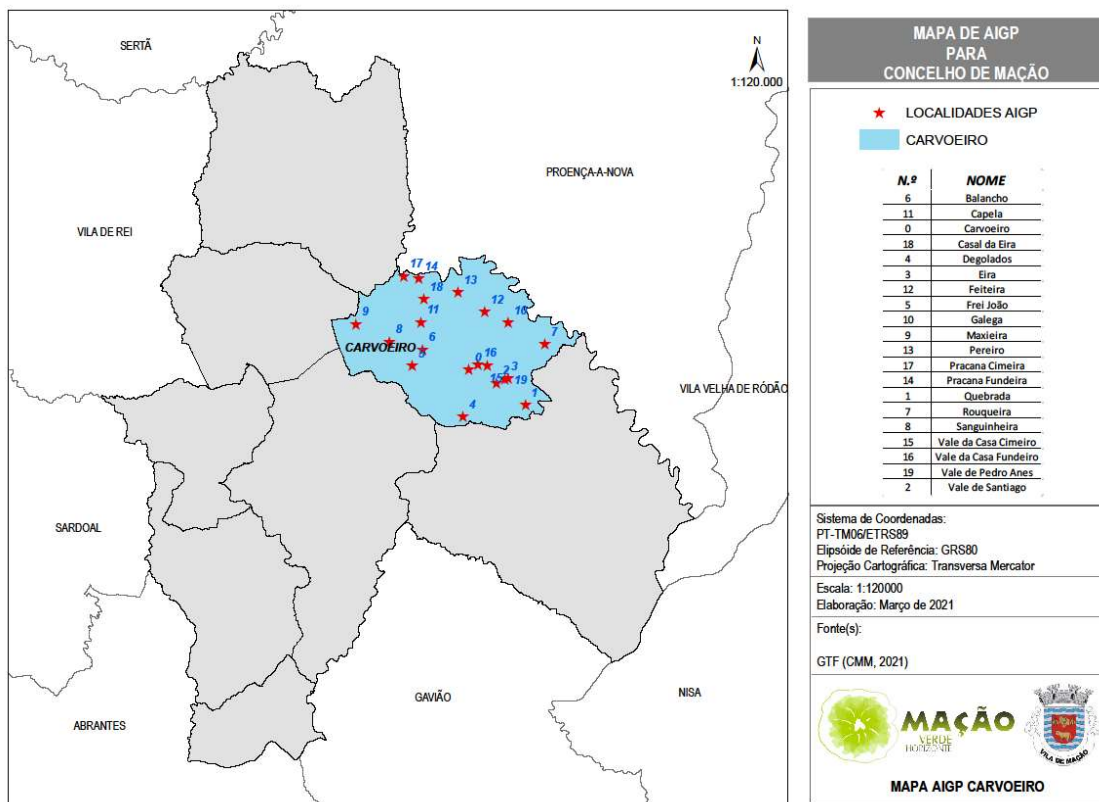 SERTÃ
N
1:120.000
PROENÇA-A-NOVA
VILA DE REI
17
14
13
18
12
9
11
10
8
6
7
CARVOEIRO
5
0
16
3
2
15
19
VILA VELHA DE RÓDÃO
1
4
SARDOAL
GAVIÃO
NISA
ABRANTES
MAPA DE AIGP
PARA
CONCELHO DE MAÇÃO
LOCALIDADES AIGP
CARVOEIRO
N.º NOME
6 Balancho
11 Capela
0 Carvoeiro
18 Casal da Eira
4 Degolados
3 Eira
12 Feiteira
5 Frei João
10 Galega
9 Maxieira
13 Pereiro
17 Pracana Cimeira
14 Pracana Fundeira
1 Quebrada
7 Rouqueira
8 Sanguinheira
15 Vale da Casa Cimeiro
16 Vale da Casa Fundeiro
19 Vale de Pedro Anes
2 Vale de Santiago
Sistema de Coordenadas:
PT-TM06/ETRS89
Elipsóide de Referência: GRS80
Projeção Cartográfica: Transversa Mercator
Escala: 1:120000
Elaboração: Março de 2021
Fonte(s):
GTF (CMM, 2021)
MAÇÃO
VERDE
HORIZONTE
VILA DE MAÇÃO
MAPA AIGP CARVOEIRO